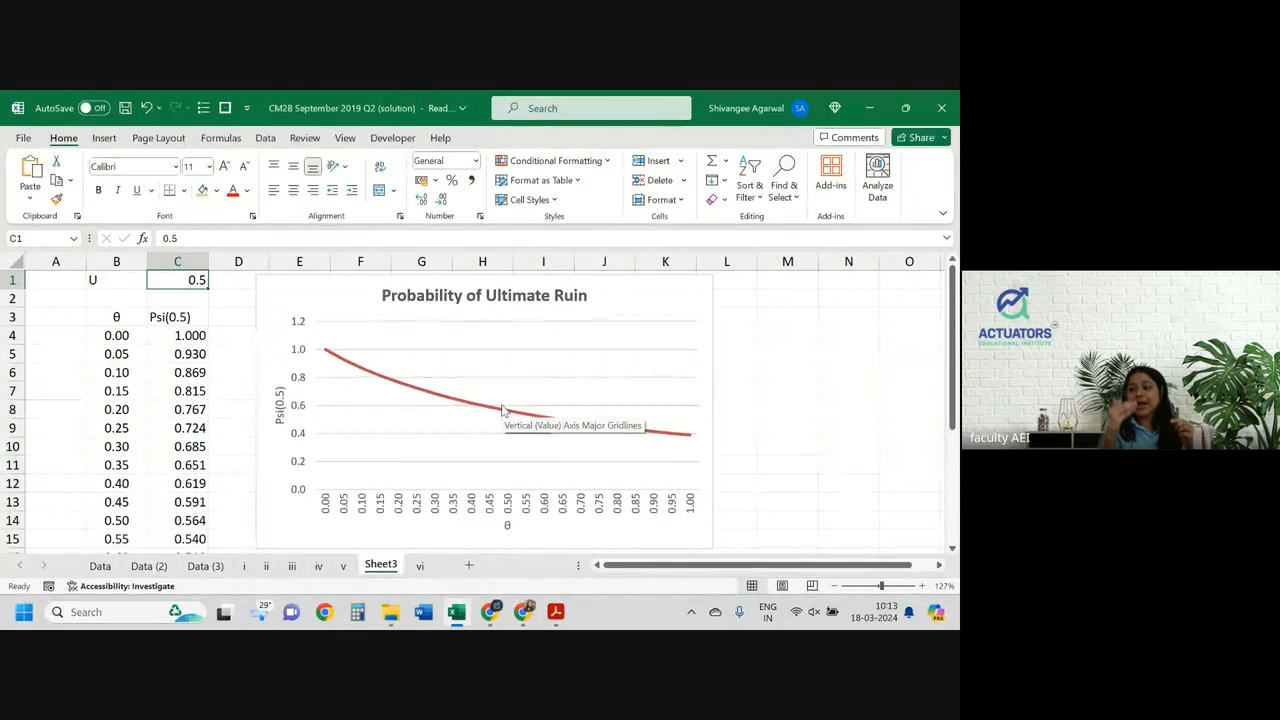 AutoSave Off CM2B September 2019 Q2 (solution) - Read... Search Shivangee Agarwal SA
File Home Insert Page Layout Formulas Data Review View Developer Help Comments Share
Paste Calibri 11 General Conditional Formatting Insert Sort & Filter Find & Select Add-ins Analyze Data
Format as Table Delete
Cell Styles Format
Clipboard Font Alignment Number Styles Cells Editing Add-ins
C1 fx 0.5
A B C D E F G H I J K L M N O
1 U 0.5
2
3 θ Psi(0.5)
4 0.00 1.000
5 0.05 0.930
6 0.10 0.869
7 0.15 0.815
8 0.20 0.767
9 0.25 0.724
10 0.30 0.685
11 0.35 0.651
12 0.40 0.619
13 0.45 0.591
14 0.50 0.564
15 0.55 0.540
Probability of Ultimate Ruin
1.2
1.0
0.8
0.6
0.4
0.2
0.0
Psi(0.5)
Vertical (Value) Axis Major Gridlines
0.00 0.05 0.10 0.15 0.20 0.25 0.30 0.35 0.40 0.45 0.50 0.55 0.60 0.65 0.70 0.75 0.80 0.85 0.90 0.95 1.00
θ
Data Data (2) Data (3) i ii iii iv v Sheet3 vi
Ready Accessibility: Investigate 127%
Search 29° ENG IN 10:13 18-03-2024
ACTUATORS
EDUCATIONAL INSTITUTE
faculty AEI